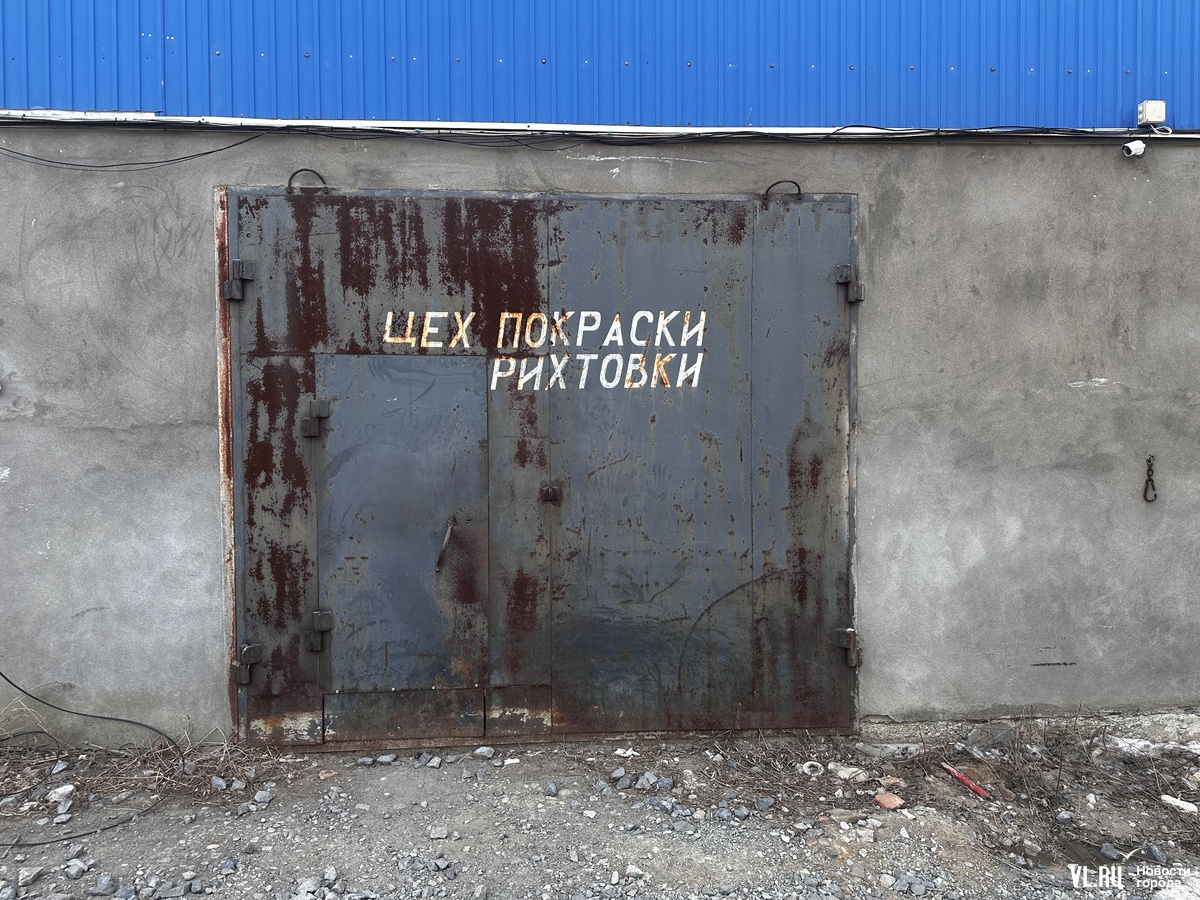 ЦЕХ ПОКРАСКИ
РИХТОВКИ
VL.RU Новости
города